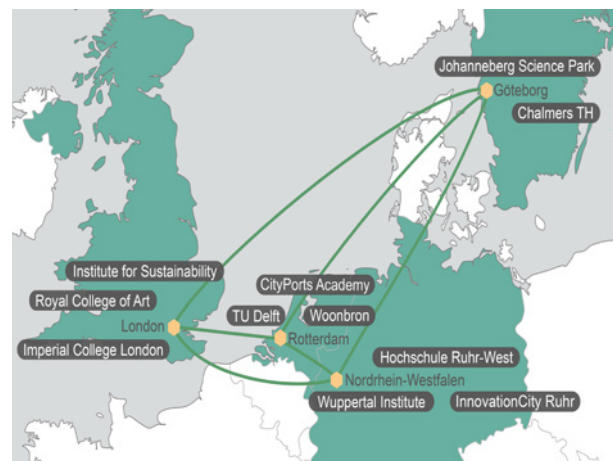 Johanneberg Science Park
Göteborg
Chalmers TH
Institute for Sustainability
CityPorts Academy
Royal College of Art
TU Delft
Woonbron
London
Rotterdam
Imperial College London
Hochschule Ruhr-West
Nordrhein-Westfalen
Wuppertal Institute
InnovationCity Ruhr